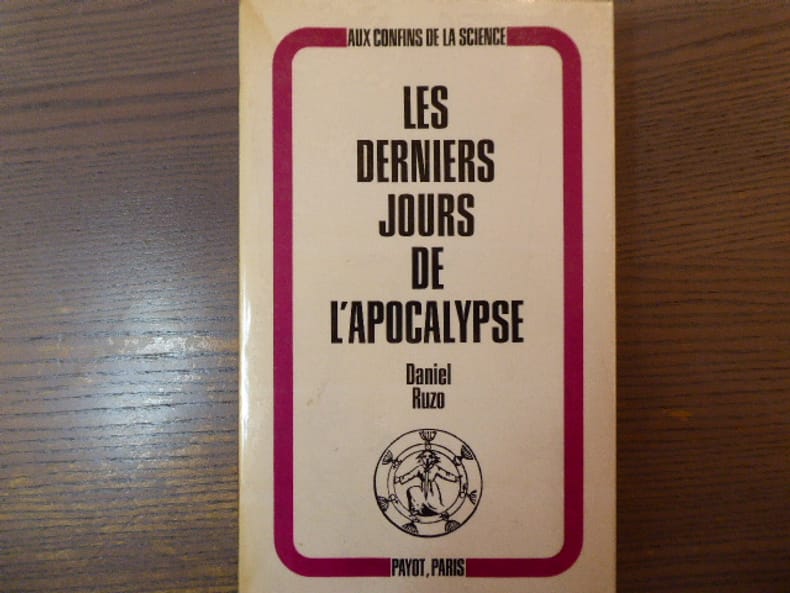 AUX CONFINS DE LA SCIENCE
LES
DERNIERS
JOURS
DE
L'APOCALYPSE
Daniel
Ruzo
PAYOT, PARIS